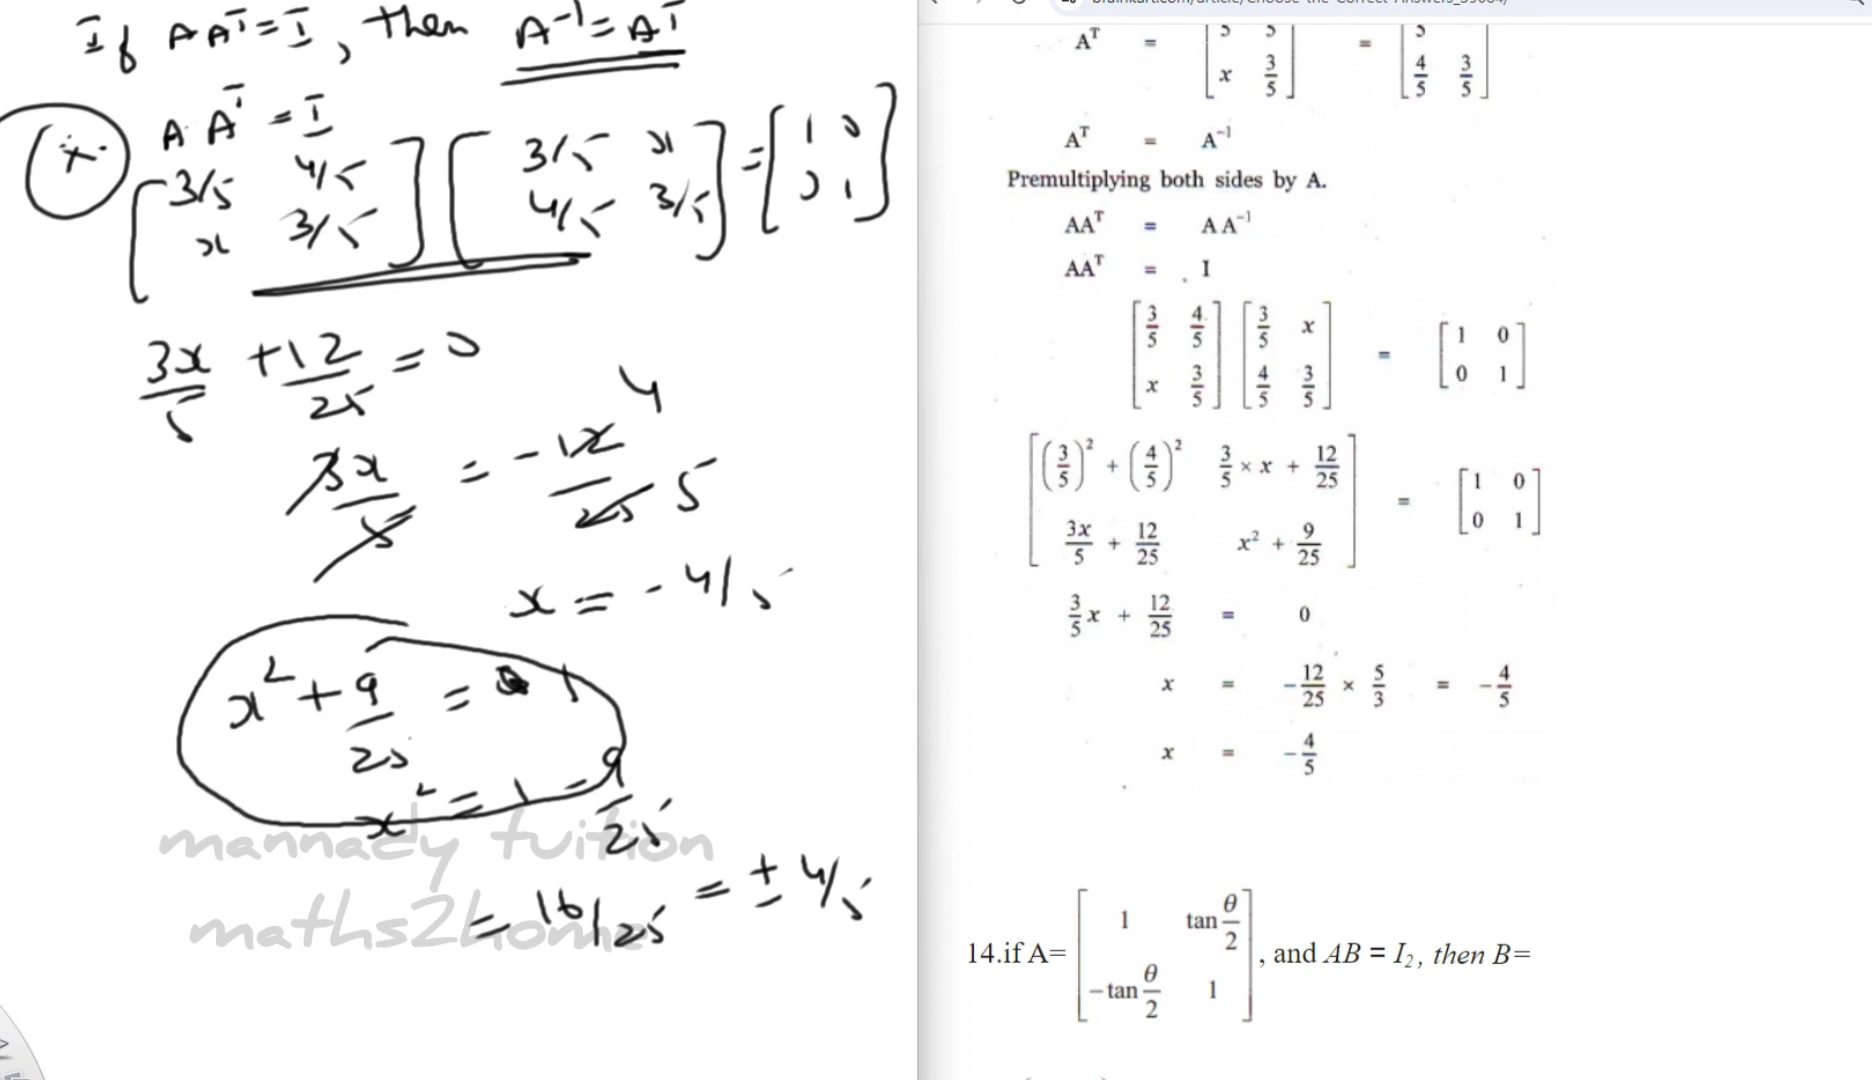 If A Aᵀ = I, then A⁻¹ = Aᵀ
A Aᵀ = I
[3/5 4/5] [3/5 x] = [1 0]
[x 3/5] [4/5 3/5] [0 1]
3x/5 + 12/25 = 0
3x/5 = -12/25 4 5
x = -4/5
x² + 9/25 = 1
x² = 1 - 9/25
= 16/25 = ± 4/5
mannady tuition
maths2home
Aᵀ = [x 3/5] = [4/5 3/5]
Aᵀ = A⁻¹
Premultiplying both sides by A.
AAᵀ = A A⁻¹
AAᵀ = I
[3/5 4/5] [3/5 x] = [1 0]
[x 3/5] [4/5 3/5] [0 1]
[(3/5)² + (4/5)² 3/5 × x + 12/25] = [1 0]
[3x/5 + 12/25 x² + 9/25] [0 1]
3/5 x + 12/25 = 0
x = -12/25 × 5/3 = -4/5
x = -4/5
14.if A= [1 tan θ/2] , and AB = I₂, then B=
[-tan θ/2 1]